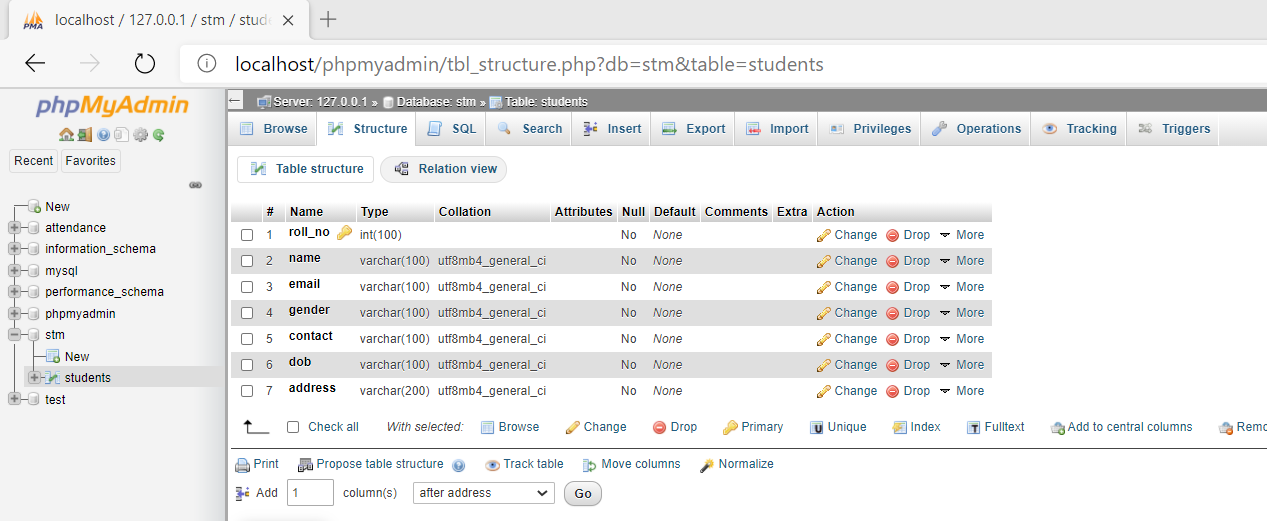 localhost / 127.0.0.1 / stm / stude
localhost/phpmyadmin/tbl_structure.php?db=stm&table=students
phpMyAdmin
Recent Favorites
New
attendance
information_schema
mysql
performance_schema
phpmyadmin
stm
New
students
test
Server: 127.0.0.1 » Database: stm » Table: students
Browse Structure SQL Search Insert Export Import Privileges Operations Tracking Triggers
Table structure Relation view
# Name Type Collation Attributes Null Default Comments Extra Action
1 roll_no int(100) No None Change Drop More
2 name varchar(100) utf8mb4_general_ci No None Change Drop More
3 email varchar(100) utf8mb4_general_ci No None Change Drop More
4 gender varchar(100) utf8mb4_general_ci No None Change Drop More
5 contact varchar(100) utf8mb4_general_ci No None Change Drop More
6 dob varchar(100) utf8mb4_general_ci No None Change Drop More
7 address varchar(200) utf8mb4_general_ci No None Change Drop More
Check all With selected: Browse Change Drop Primary Unique Index Fulltext Add to central columns Remo
Print Propose table structure Track table Move columns Normalize
Add 1 column(s) after address Go